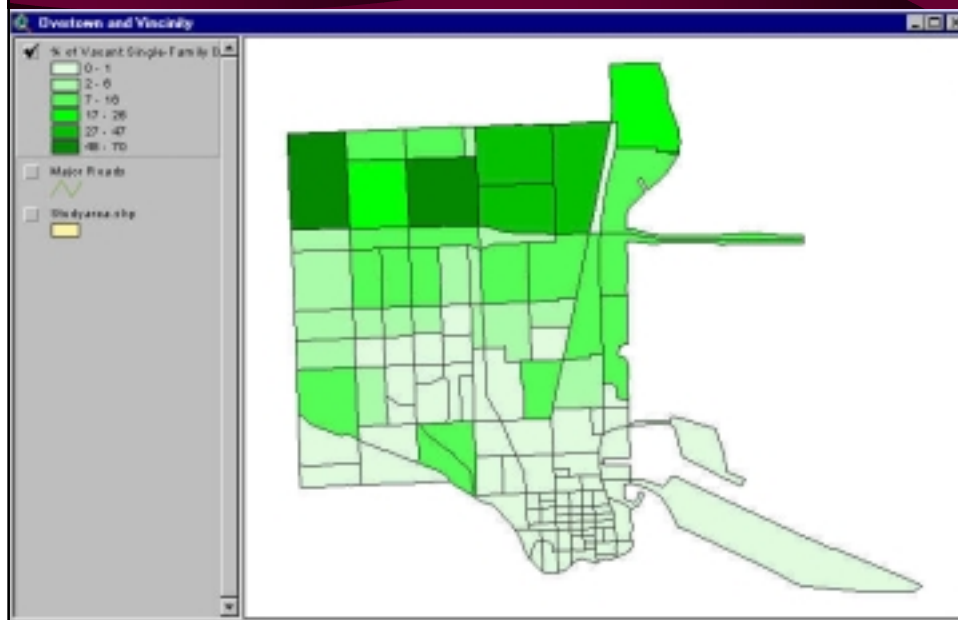 Overtown and Vincinity
% of Vacant Single-Family
0 - 1
2 - 6
7 - 16
17 - 26
27 - 47
48 - 70
Major Roads
Studyarea.shp